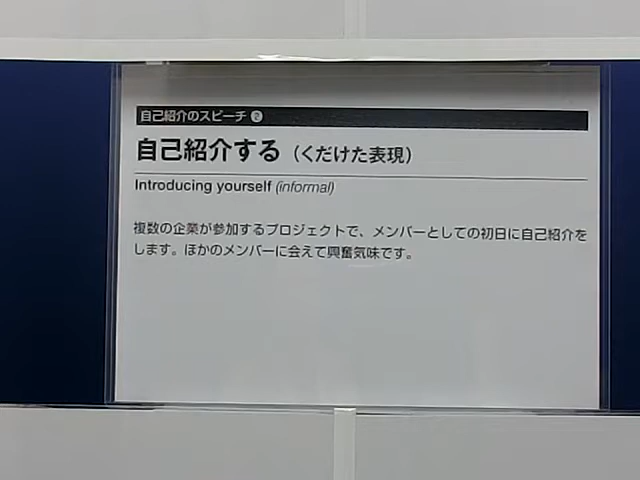 自己紹介のスピーチ ❷
自己紹介する（くだけた表現）
Introducing yourself (informal)
複数の企業が参加するプロジェクトで、メンバーとしての初日に自己紹介を
します。ほかのメンバーに会えて興奮気味です。